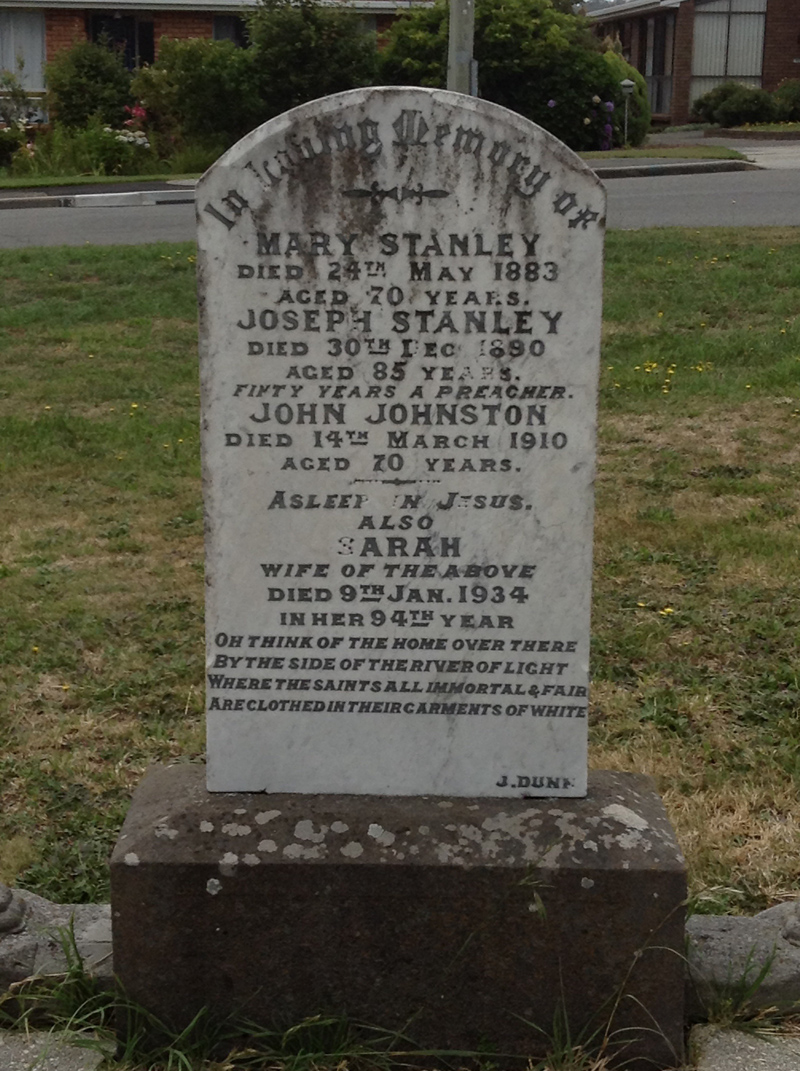 In Loving Memory of
MARY STANLEY
DIED 24TH MAY 1883
AGED 70 YEARS.
JOSEPH STANLEY
DIED 30TH DEC 1890
AGED 85 YEARS.
FIFTY YEARS A PREACHER.
JOHN JOHNSTON
DIED 14TH MARCH 1910
AGED 70 YEARS.
ASLEEP IN JESUS.
ALSO
SARAH
WIFE OF THE ABOVE
DIED 9TH JAN. 1934
IN HER 94TH YEAR
OH THINK OF THE HOME OVER THERE
BY THE SIDE OF THE RIVER OF LIGHT
WHERE THE SAINTS ALL IMMORTAL & FAIR
ARE CLOTHED IN THEIR GARMENTS OF WHITE
J. DUNN